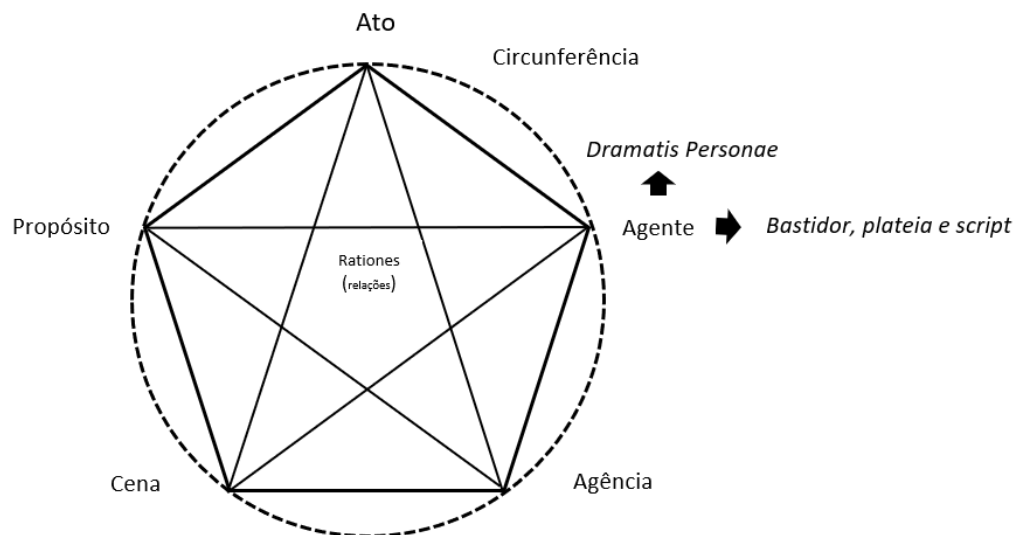 Ato
Circunferência
Dramatis Personae
Propósito
Agente
Bastidor, plateia e script
Rationes
(relações)
Cena
Agência